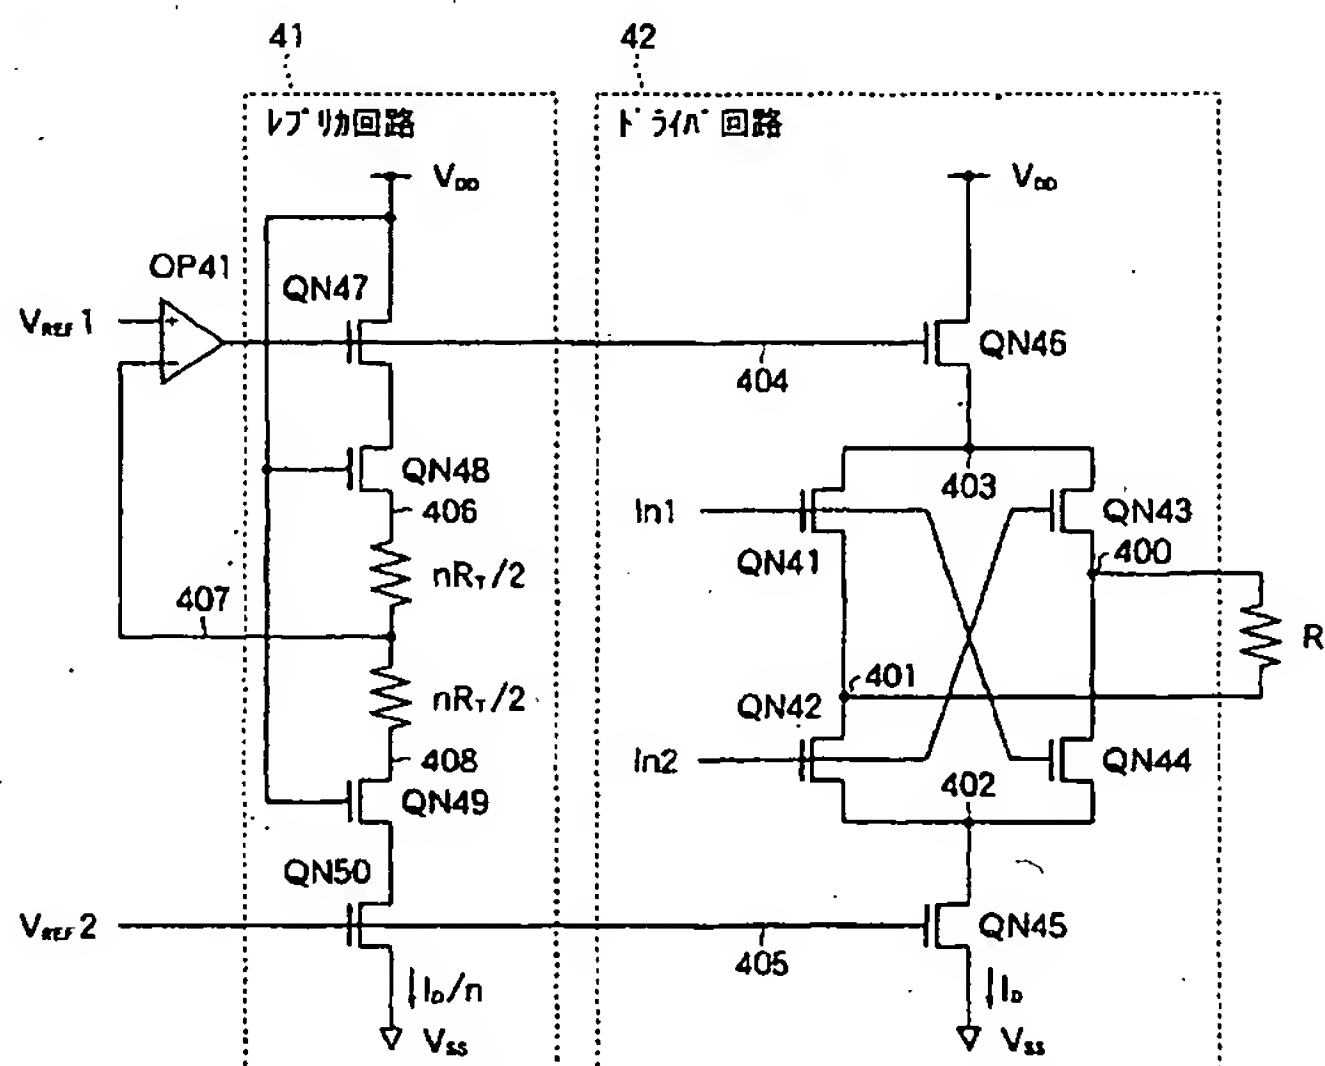 41
42
レプリカ回路
ドライバ回路
VDD
VDD
OP41
QN47
VREF1
+
−
QN46
404
QN48
406
403
In1
QN43
QN41
400
nRT/2
407
R
401
nRT/2
QN42
408
In2
QN44
402
QN49
QN50
VREF2
QN45
405
ID/n
ID
VSS
VSS